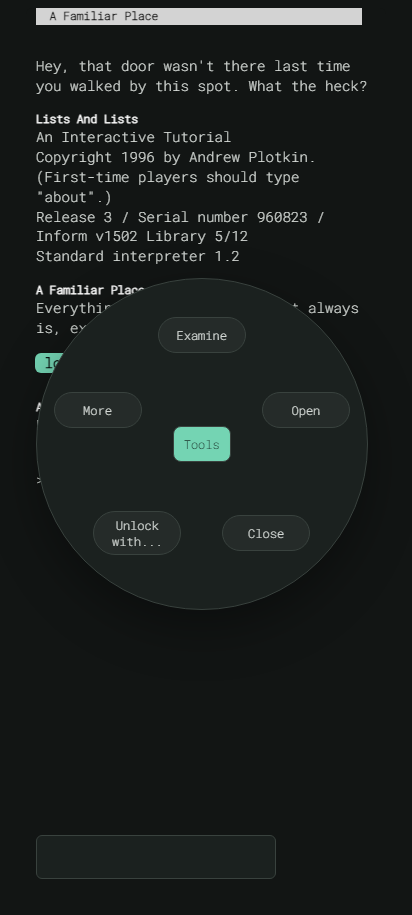 A Familiar Place
Hey, that door wasn't there last time
you walked by this spot. What the heck?
Lists And Lists
An Interactive Tutorial
Copyright 1996 by Andrew Plotkin.
(First-time players should type
"about".)
Release 3 / Serial number 960823 /
Inform v1502 Library 5/12
Standard interpreter 1.2
A Familiar Place
always
is,
Examine
More
Open
Tools
Unlock
with...
Close